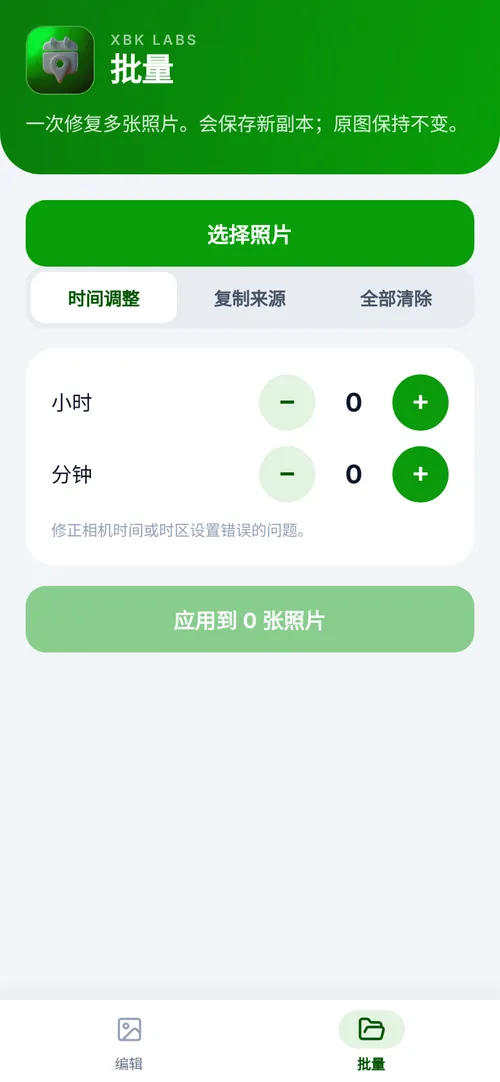 XBK LABS
批量
一次修复多张照片。会保存新副本；原图保持不变。
选择照片
时间调整 复制来源 全部清除
小时 − 0 +
分钟 − 0 +
修正相机时间或时区设置错误的问题。
应用到 0 张照片
编辑 批量